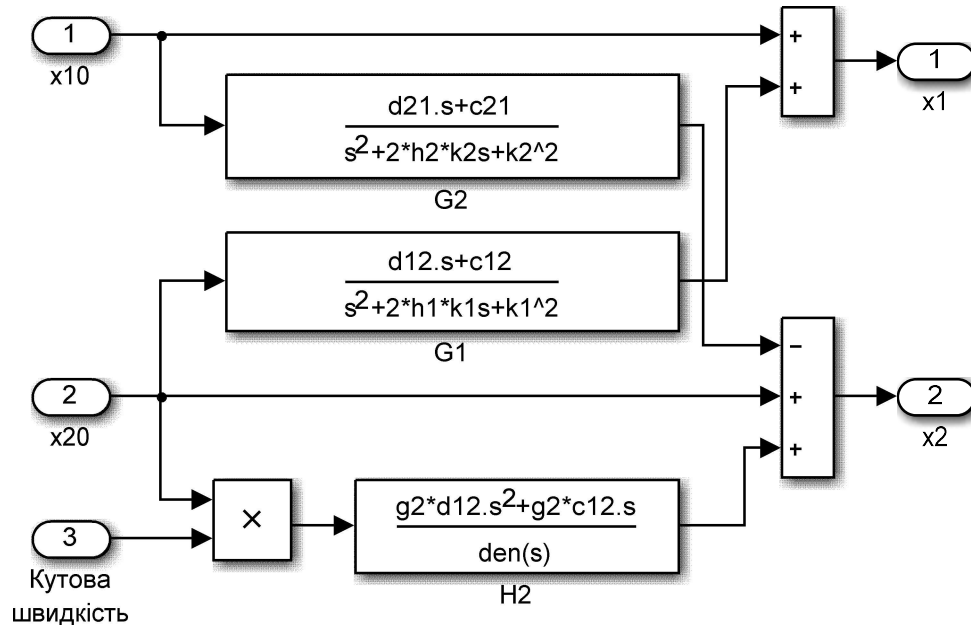 1
x10
+
+
1
x1
d21.s+c21
s2+2*h2*k2s+k2^2
G2
d12.s+c12
s2+2*h1*k1s+k1^2
G1
2
x20
−
+
+
2
x2
×
g2*d12.s2+g2*c12.s
den(s)
H2
3
Кутова
швидкість